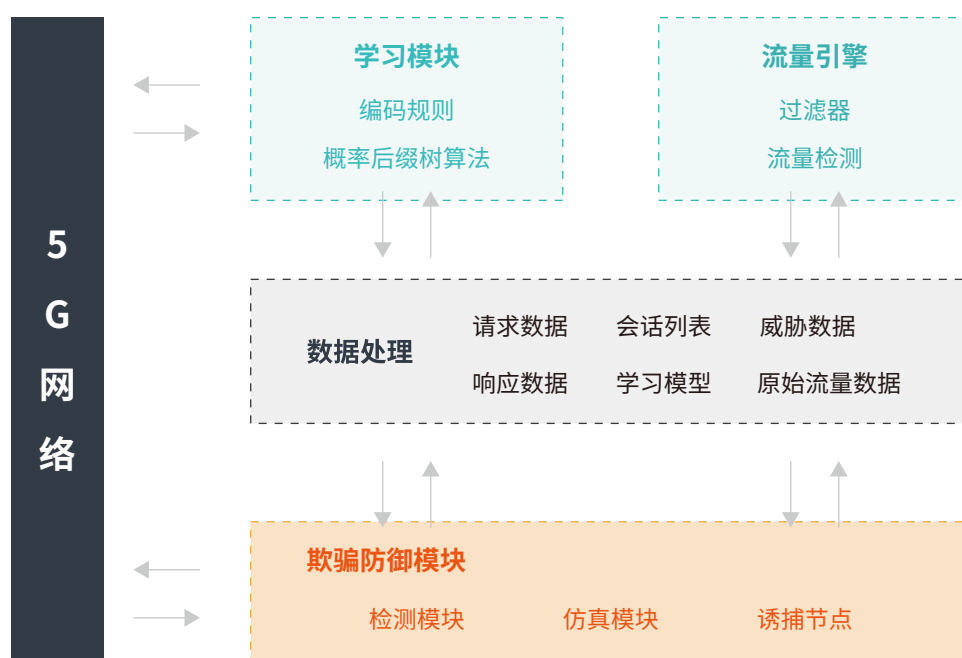 5
G
网
络
学习模块
编码规则
概率后缀树算法
流量引擎
过滤器
流量检测
数据处理
请求数据 会话列表 威胁数据
响应数据 学习模型 原始流量数据
欺骗防御模块
检测模块 仿真模块 诱捕节点